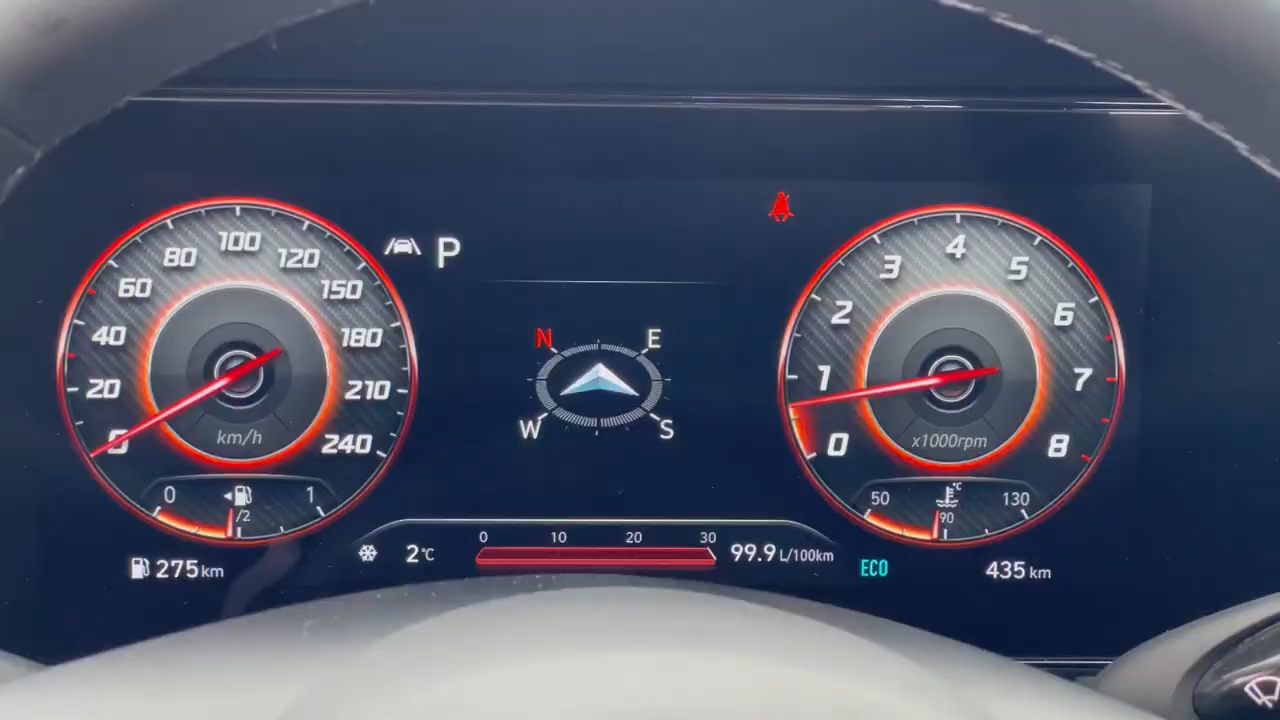 0
20
40
60
80
100
120
150
180
210
240
km/h
0 1/2 1
275 km
P
N E
W S
2°C
0 10 20 30
99.9 L/100km
ECO
0
1
2
3
4
5
6
7
8
x1000rpm
50 90 130
°C
435 km